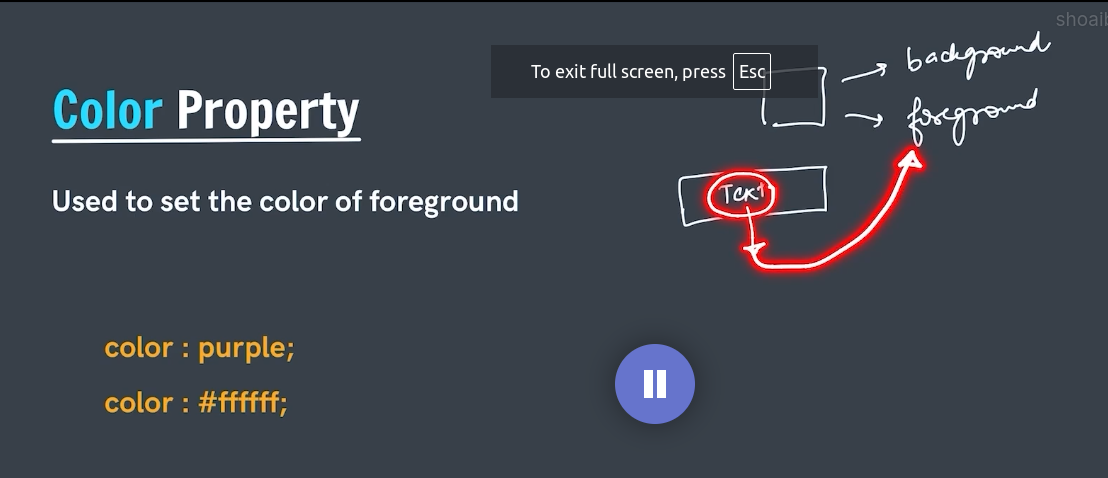 shoaib
background
To exit full screen, press Esc
Color Property
foreground
Text
Used to set the color of foreground
color : purple;
color : #ffffff;